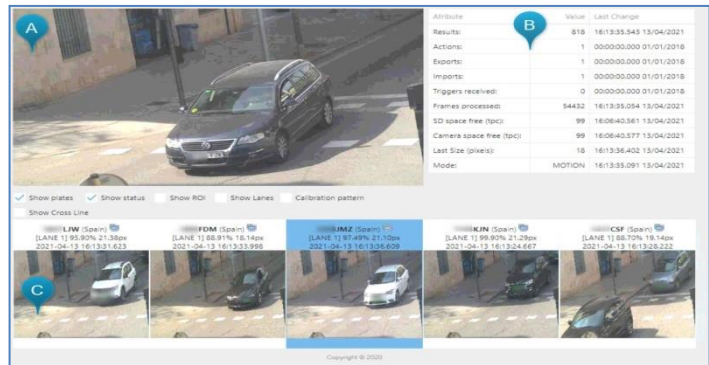 A
B
Attribute Value Last Change
Results: 818 16:13:35.543 13/04/2021
Actions: 1 00:00:00.000 01/01/2018
Exports: 1 00:00:00.000 01/01/2018
Imports: 1 00:00:00.000 01/01/2018
Triggers received: 0 00:00:00.000 01/01/2018
Frames processed: 54432 16:13:35.054 13/04/2021
SD space free (tpc): 99 16:06:40.561 13/04/2021
Camera space free (tpc): 99 16:06:40.577 13/04/2021
Last Size (pixels): 18 16:13:36.402 13/04/2021
Mode: MOTION 16:13:35.091 13/04/2021
Show plates Show status Show ROI Show Lanes Calibration pattern
Show Cross Line
LJW (Spain) FDM (Spain) JMZ (Spain) KJN (Spain) CSF (Spain)
[LANE 1] 95.90% 21.38px [LANE 1] 88.91% 18.14px [LANE 1] 97.49% 21.10px [LANE 1] 99.90% 21.29px [LANE 1] 88.70% 19.14px
2021-04-13 16:13:31.623 2021-04-13 16:13:33.998 2021-04-13 16:13:36.609 2021-04-13 16:13:24.667 2021-04-13 16:13:28.222
C
Copyright © 2020